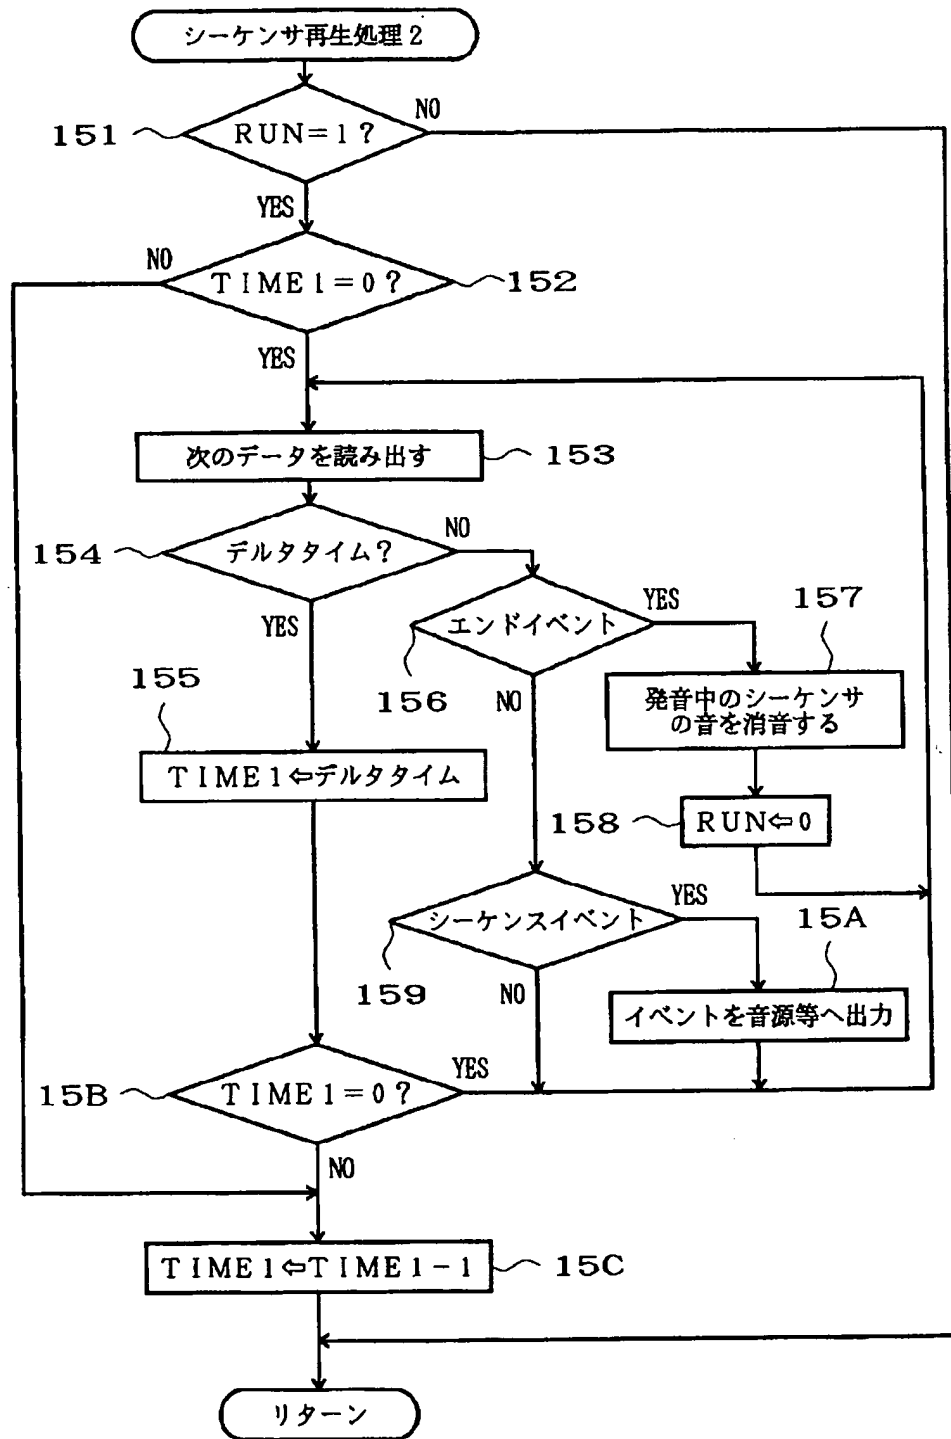 シーケンサ再生処理2
151
RUN=1?
NO
YES
NO
TIME1=0?
152
YES
次のデータを読み出す
153
154
デルタタイム?
NO
YES
エンドイベント
YES
156
NO
157
発音中のシーケンサ
の音を消音する
155
TIME1⇦デルタタイム
158
RUN⇦0
シーケンスイベント
YES
159
NO
15A
イベントを音源等へ出力
15B
TIME1=0?
YES
NO
TIME1⇦TIME1-1
15C
リターン